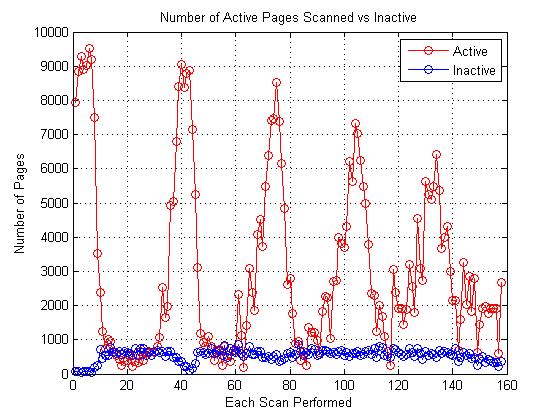 Number of Active Pages Scanned vs Inactive
Active
Inactive
Number of Pages
10000
9000
8000
7000
6000
5000
4000
3000
2000
1000
0
0 20 40 60 80 100 120 140 160
Each Scan Performed